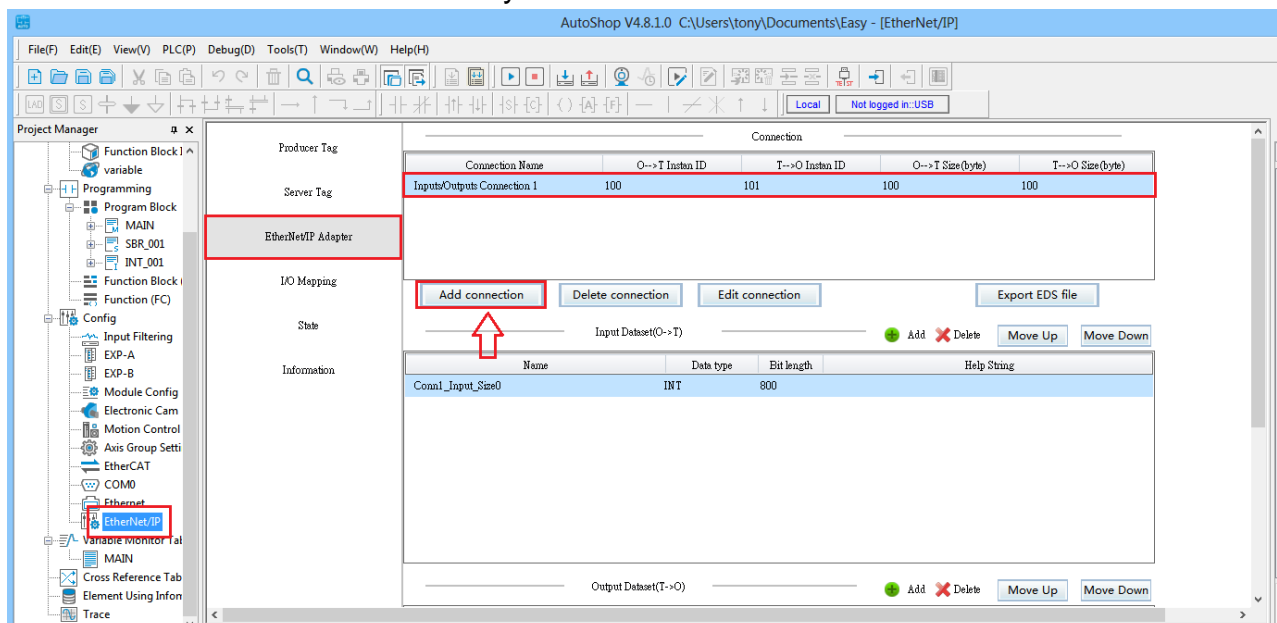 AutoShop V4.8.1.0 C:\Users\tony\Documents\Easy - [EtherNet/IP]
File(F) Edit(E) View(V) PLC(P) Debug(D) Tools(T) Window(W) Help(H)
Local Not logged in::USB
Project Manager
Function Block I
variable
Programming
Program Block
MAIN
SBR_001
INT_001
Function Block (
Function (FC)
Config
Input Filtering
EXP-A
EXP-B
Module Config
Electronic Cam
Motion Control
Axis Group Setti
EtherCAT
COM0
Ethernet
EtherNet/IP
Variable Monitor Tal
MAIN
Cross Reference Tab
Element Using Inform
Trace
Producer Tag
Server Tag
EtherNet/IP Adapter
I/O Mapping
State
Information
Connection
Connection Name O-->T Instan ID T-->O Instan ID O-->T Size(byte) T-->O Size(byte)
Inputs/Outputs Connection 1 100 101 100 100
Add connection Delete connection Edit connection Export EDS file
Input Dataset(O->T) Add Delete Move Up Move Down
Name Data type Bit length Help String
Conn1_Input_Size0 INT 800
Output Dataset(T->O) Add Delete Move Up Move Down